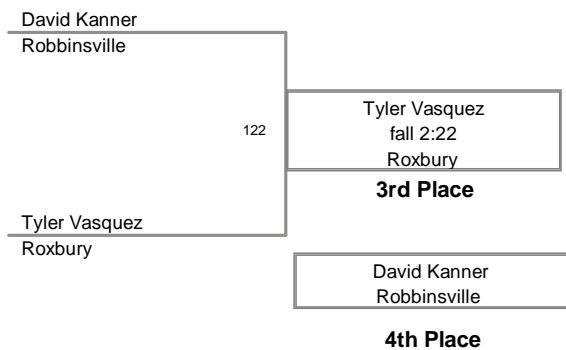 David Kanner
Robbinsville
122
Tyler Vasquez
fall 2:22
Roxbury
3rd Place
Tyler Vasquez
Roxbury
David Kanner
Robbinsville
4th Place